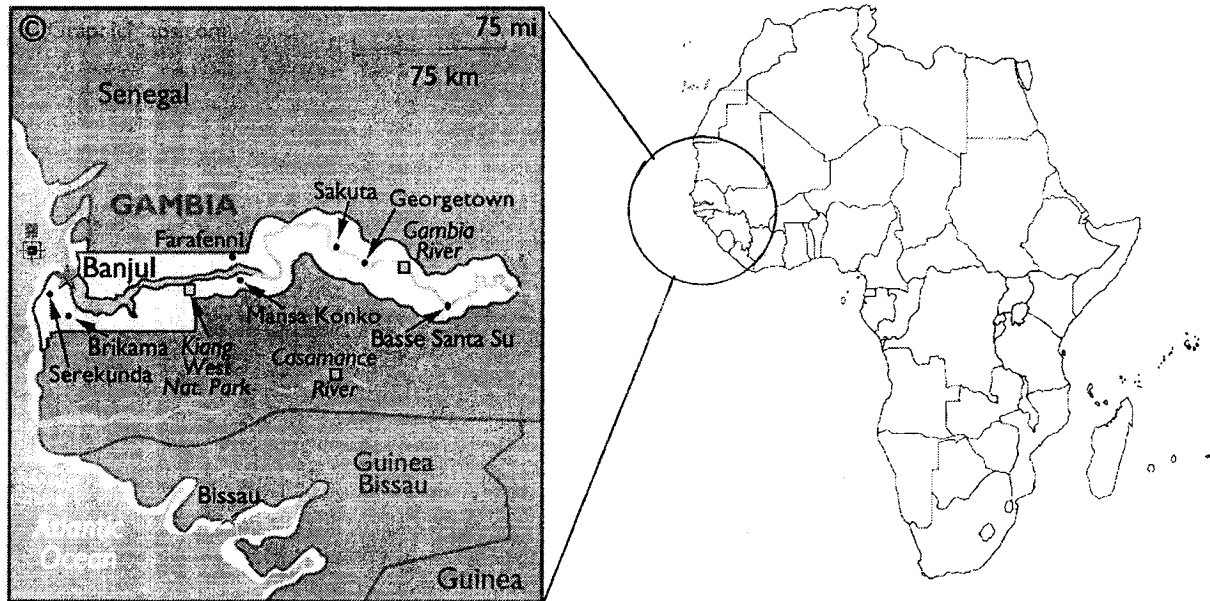 ©
75 mi
75 km
Senegal
GAMBIA
Sakuta
Georgetown
Gambia
River
Farafenni
Banjul
Mansa Konko
Basse Santa Su
Brikama
Serekunda
Kiang
West
Nat. Park
Casamance
River
Guinea
Bissau
Bissau
Atlantic
Ocean
Guinea